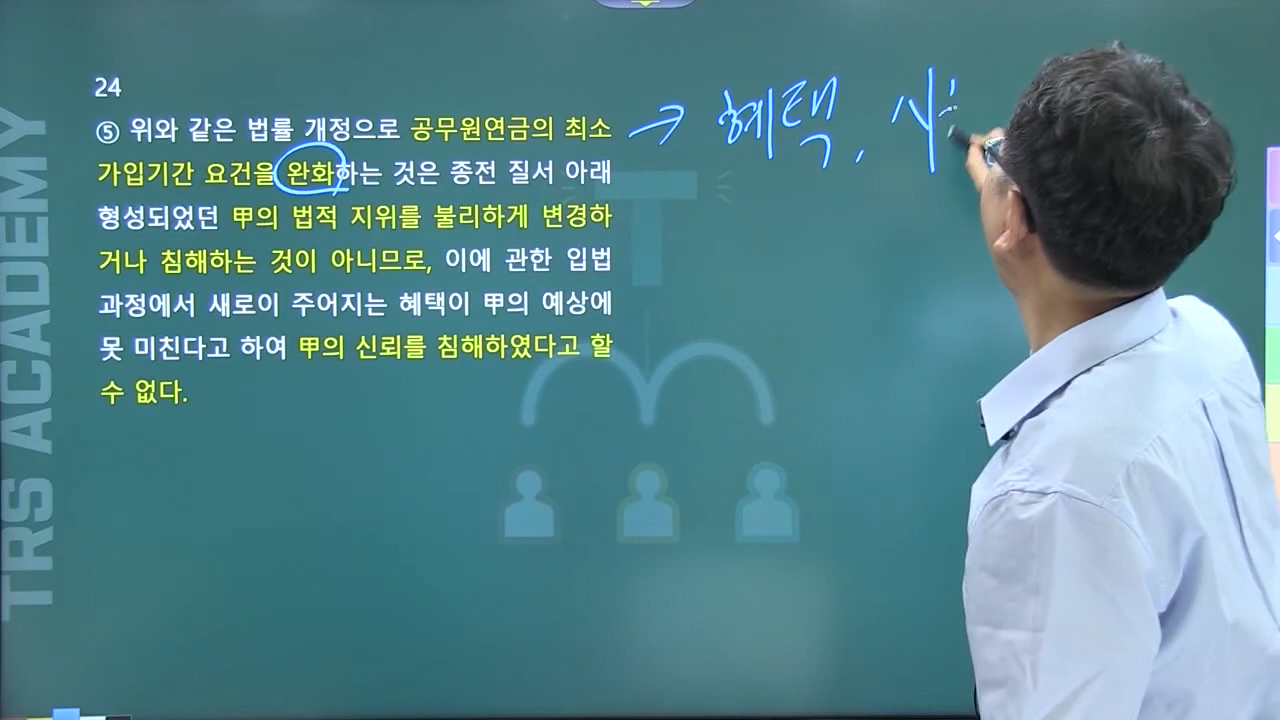 24
⑤ 위와 같은 법률 개정으로 공무원연금의 최소
가입기간 요건을 완화하는 것은 종전 질서 아래
형성되었던 甲의 법적 지위를 불리하게 변경하
거나 침해하는 것이 아니므로, 이에 관한 입법
과정에서 새로이 주어지는 혜택이 甲의 예상에
못 미친다고 하여 甲의 신뢰를 침해하였다고 할
수 없다.
→ 혜택,
TRS ACADEMY